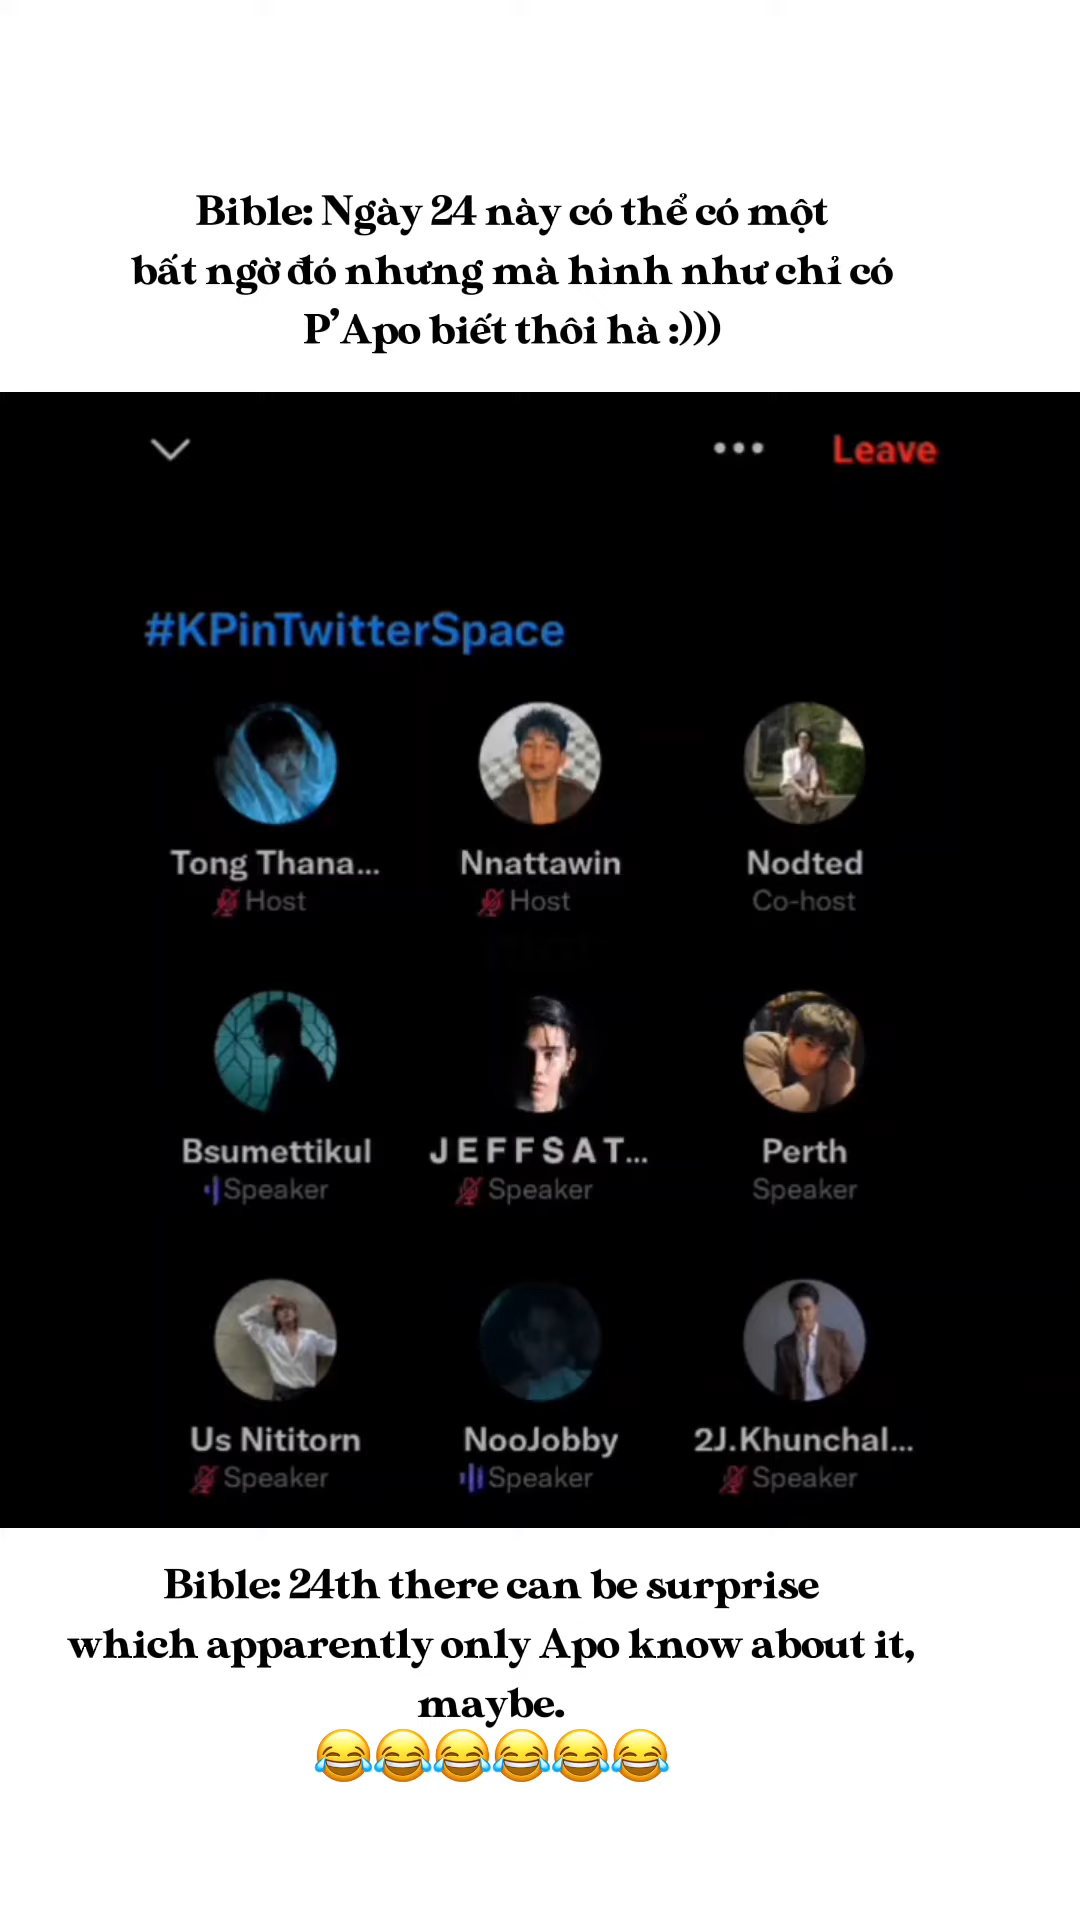 Bible: Ngày 24 này có thể có một
bất ngờ đó nhưng mà hình như chỉ có
P'Apo biết thôi hà :)))
Leave
#KPinTwitterSpace
Tong Thana... Nnattawin Nodted
Host Host Co-host
Bsumettikul J E F F S A T... Perth
Speaker Speaker Speaker
Us Nititorn NooJobby 2J.Khunchal...
Speaker Speaker Speaker
Bible: 24th there can be surprise
which apparently only Apo know about it,
maybe.
😂😂😂😂😂😂